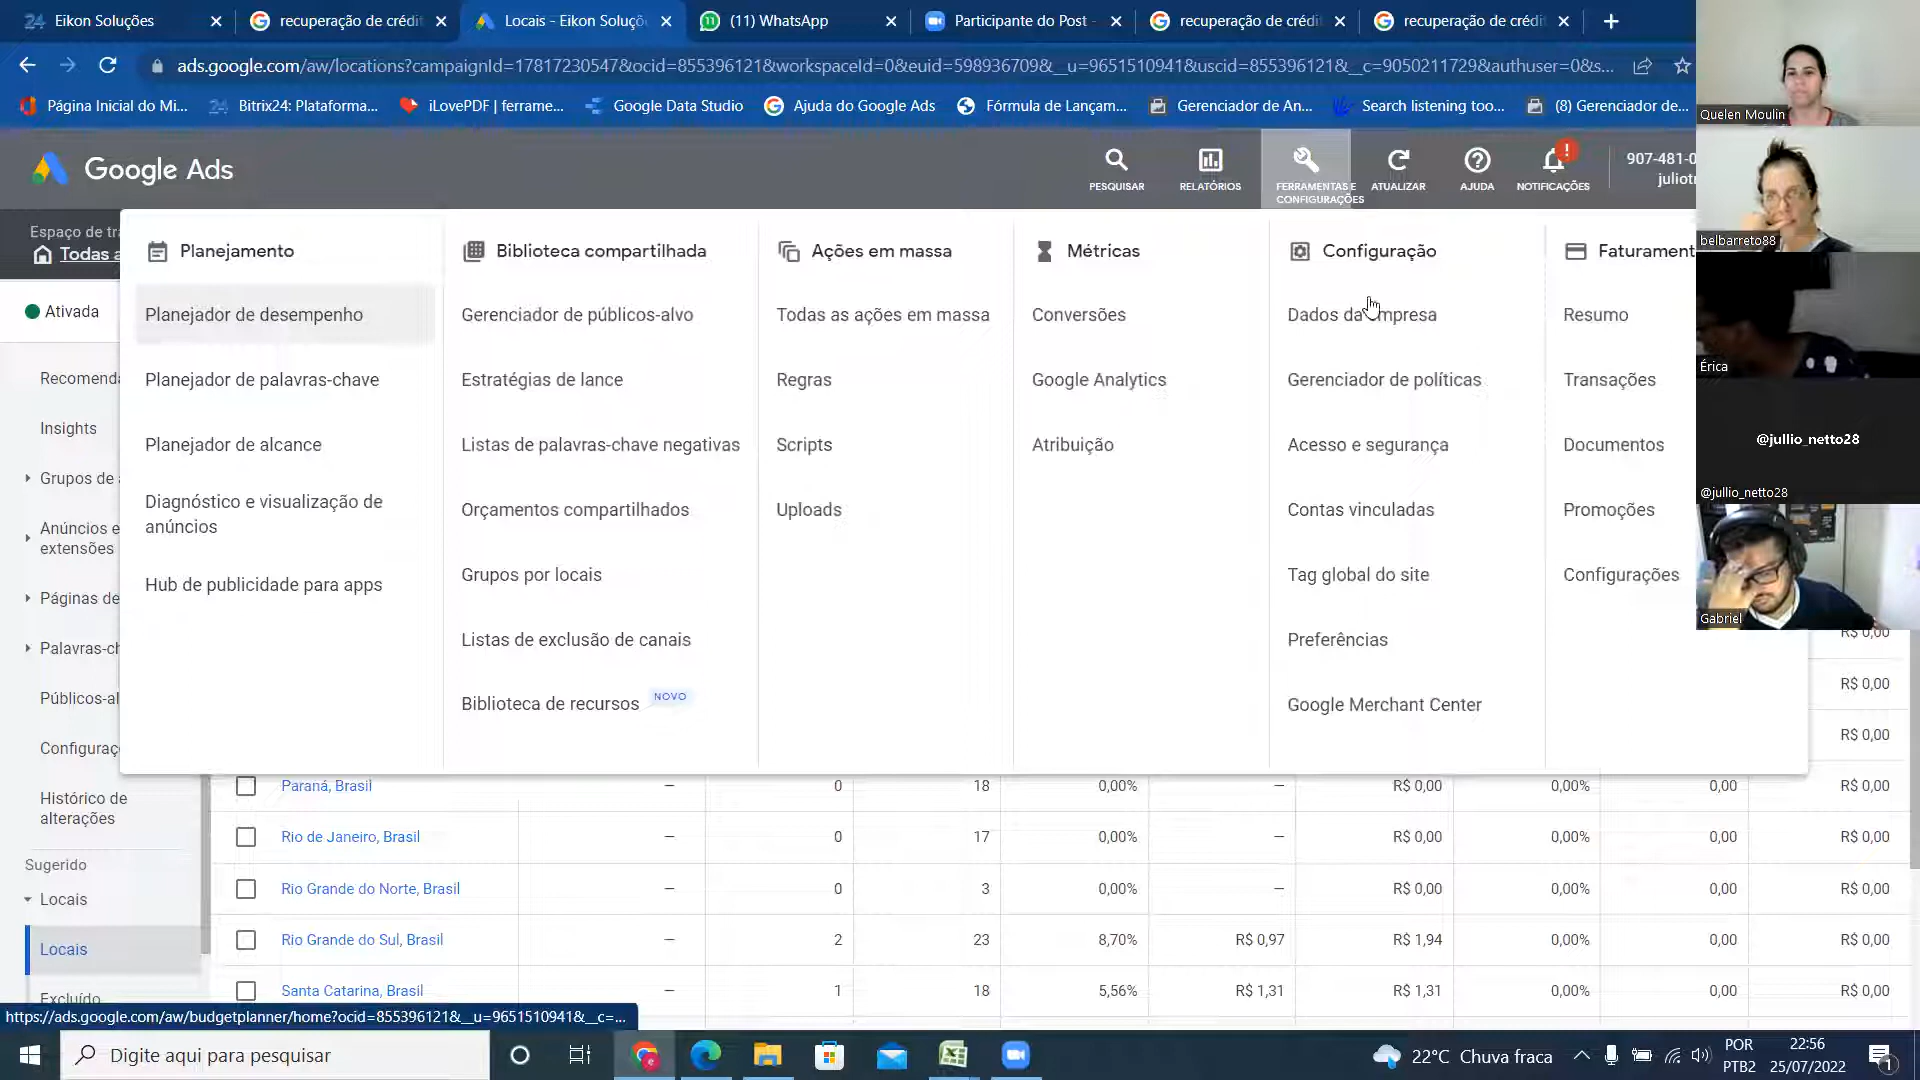 Eikon Soluções
recuperação de crédit
Locais - Eikon Soluçõ
(11) WhatsApp
Participante do Post -
recuperação de crédi
recuperação de crédi
ads.google.com/aw/locations?campaignId=17817230547&ocid=855396121&workspaceId=0&euid=598936709&__u=9651510941&uscid=855396121&__c=9050211729&authuser=0&s...
Página Inicial do Mi...
Bitrix24: Plataforma...
iLovePDF | ferrame...
Google Data Studio
Ajuda do Google Ads
Fórmula de Lançam...
Gerenciador de An...
Search listening too...
(8) Gerenciador de...
Google Ads
PESQUISAR
RELATÓRIOS
FERRAMENTAS E
CONFIGURAÇÕES
ATUALIZAR
AJUDA
NOTIFICAÇÕES
907-481-0
juliotr
Espaço de tra
Todas a
Ativada
Recomenda
Insights
Grupos de a
Anúncios e
extensões
Páginas de
Palavras-ch
Públicos-al
Configuraç
Histórico de
alterações
Sugerido
Locais
Locais
Excluído
Planejamento
Planejador de desempenho
Planejador de palavras-chave
Planejador de alcance
Diagnóstico e visualização de
anúncios
Hub de publicidade para apps
Biblioteca compartilhada
Gerenciador de públicos-alvo
Estratégias de lance
Listas de palavras-chave negativas
Orçamentos compartilhados
Grupos por locais
Listas de exclusão de canais
Biblioteca de recursos NOVO
Ações em massa
Todas as ações em massa
Regras
Scripts
Uploads
Métricas
Conversões
Google Analytics
Atribuição
Configuração
Dados da empresa
Gerenciador de políticas
Acesso e segurança
Contas vinculadas
Tag global do site
Preferências
Google Merchant Center
Faturament
Resumo
Transações
Documentos
Promoções
Configurações
Quelen Moulin
belbarreto88
Érica
@jullio_netto28
@jullio_netto28
Gabriel
R$ 0,00
R$ 0,00
R$ 0,00
Paraná, Brasil — 0 18 0,00% — R$ 0,00 0,00% 0,00 R$ 0,00
Rio de Janeiro, Brasil — 0 17 0,00% — R$ 0,00 0,00% 0,00 R$ 0,00
Rio Grande do Norte, Brasil — 0 3 0,00% — R$ 0,00 0,00% 0,00 R$ 0,00
Rio Grande do Sul, Brasil — 2 23 8,70% R$ 0,97 R$ 1,94 0,00% 0,00 R$ 0,00
Santa Catarina, Brasil — 1 18 5,56% R$ 1,31 R$ 1,31 0,00% 0,00 R$ 0,00
https://ads.google.com/aw/budgetplanner/home?ocid=855396121&__u=9651510941&__c=...
Digite aqui para pesquisar
22°C Chuva fraca
POR
PTB2
22:56
25/07/2022
1